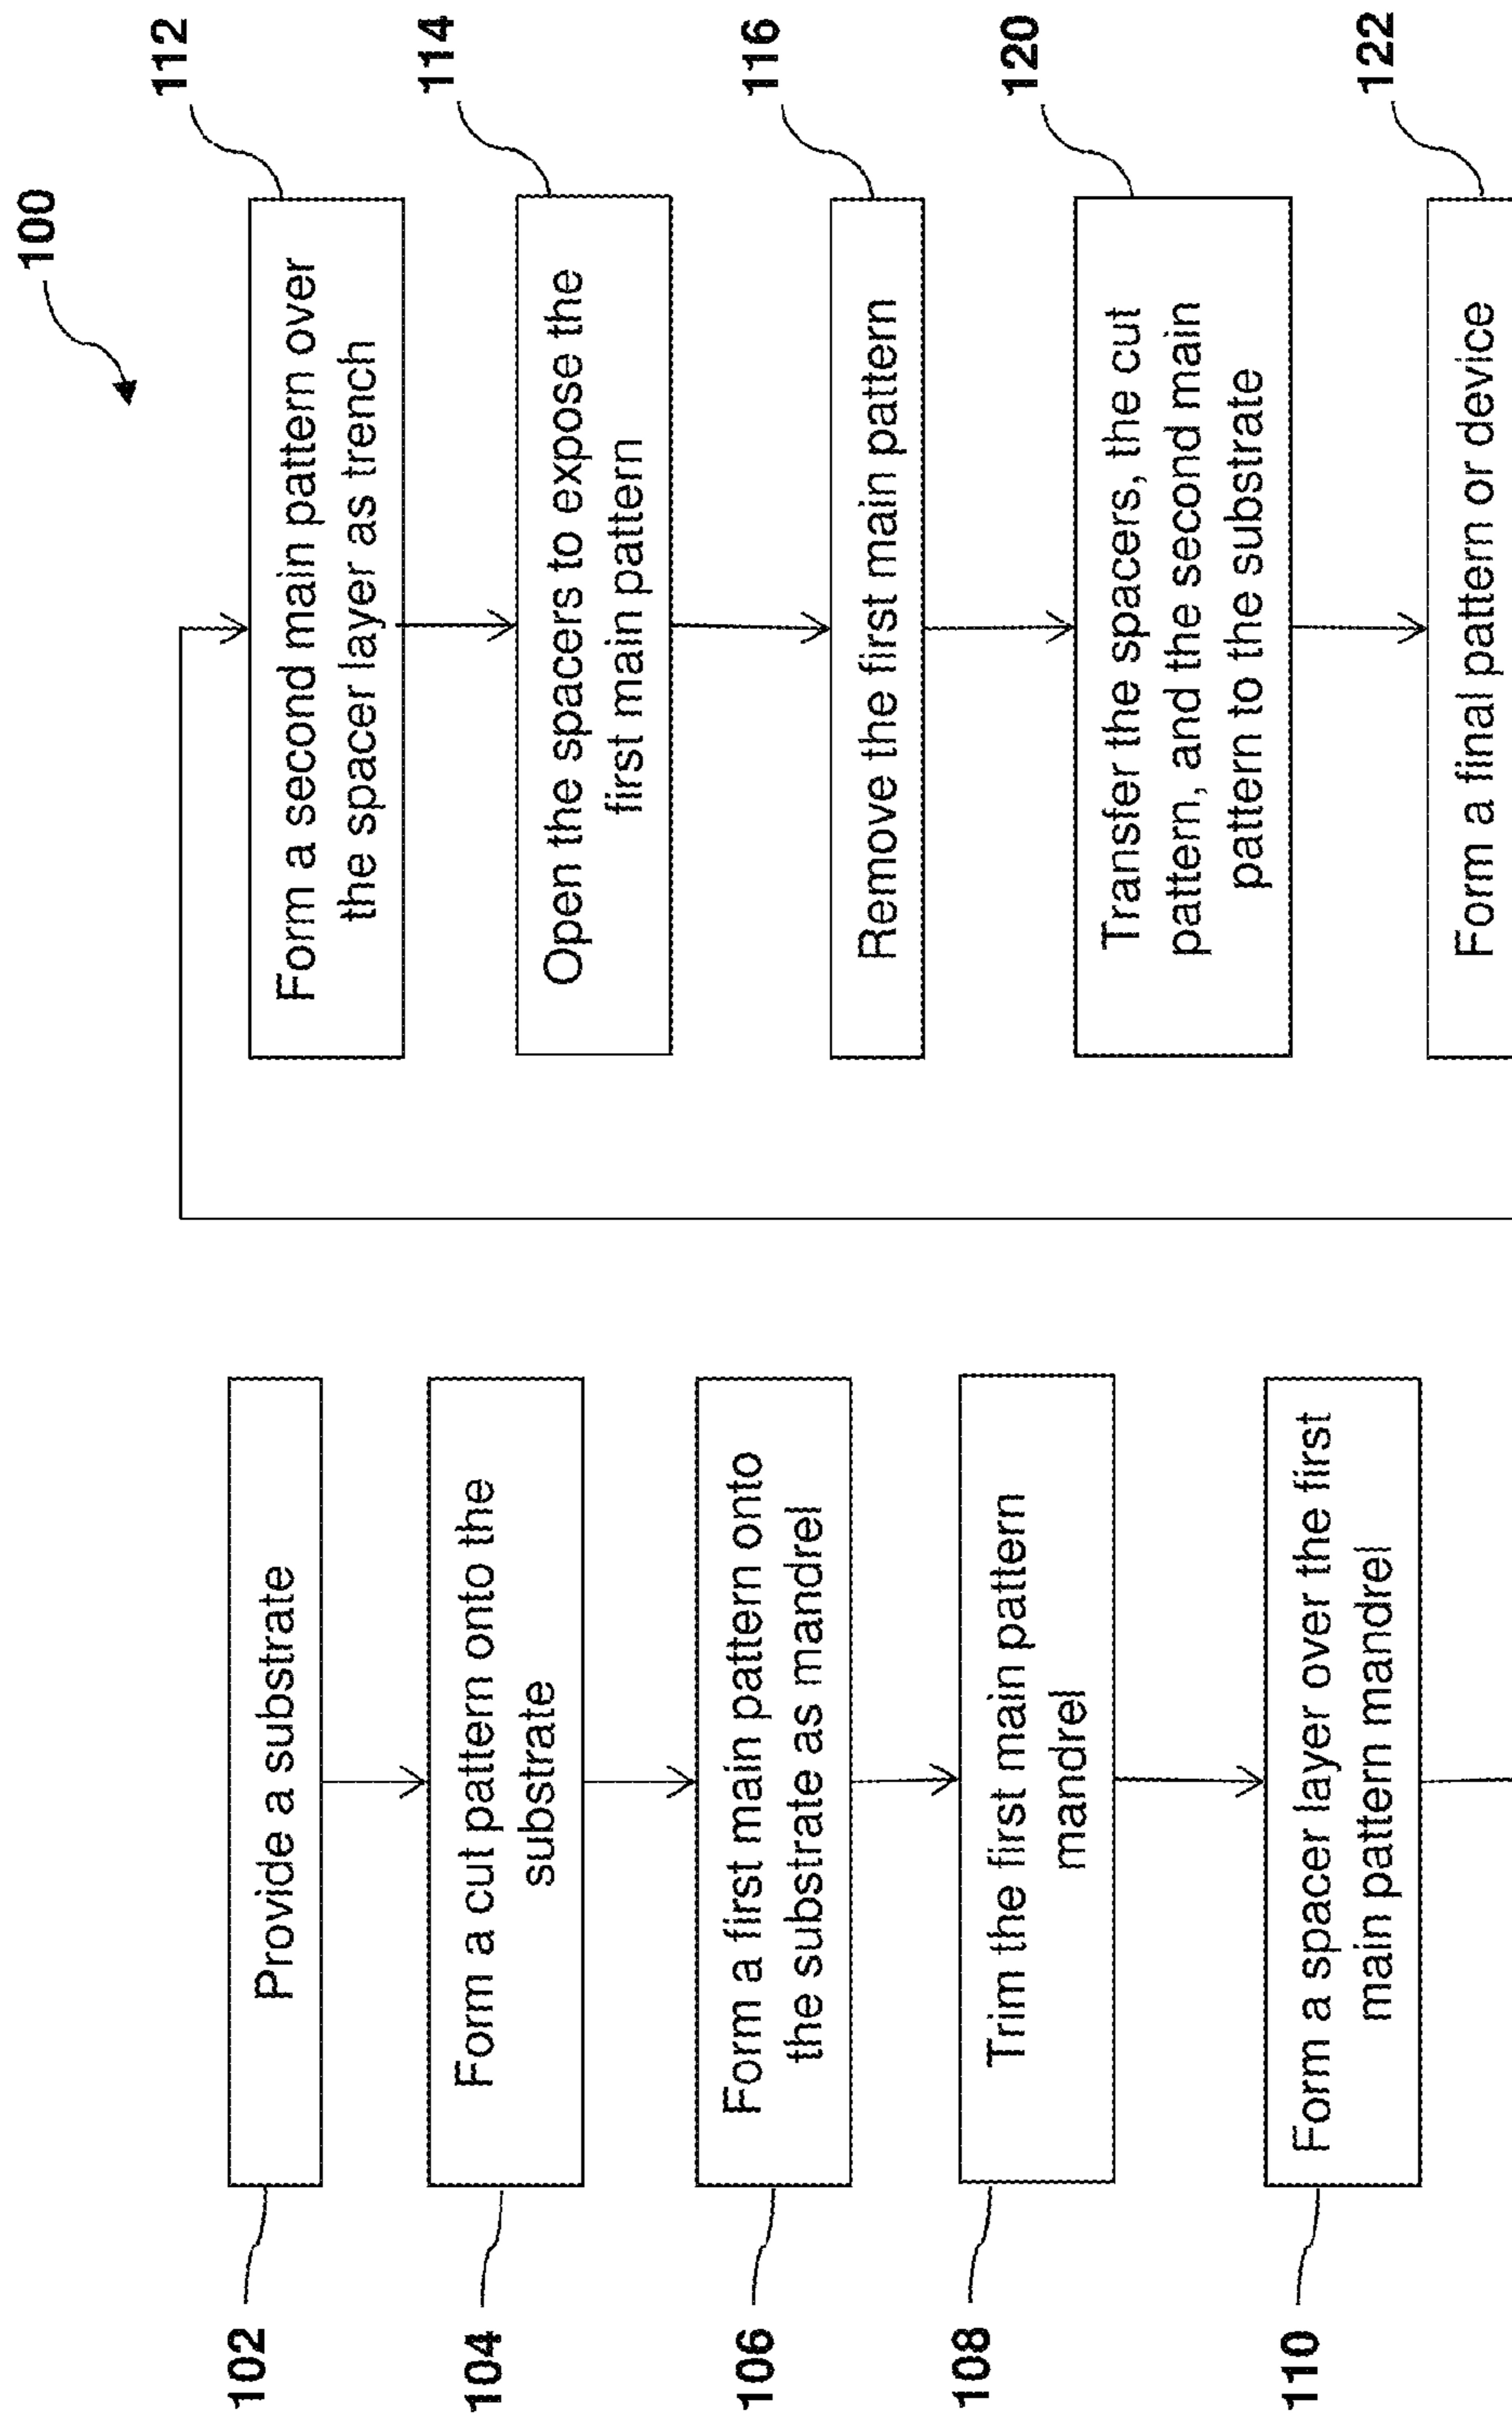 100
102
Provide a substrate
104
Form a cut pattern onto the
substrate
106
Form a first main pattern onto
the substrate as mandrel
108
Trim the first main pattern
mandrel
110
Form a spacer layer over the first
main pattern mandrel
112
Form a second main pattern over
the spacer layer as trench
114
Open the spacers to expose the
first main pattern
116
Remove the first main pattern
120
Transfer the spacers, the cut
pattern, and the second main
pattern to the substrate
122
Form a final pattern or device